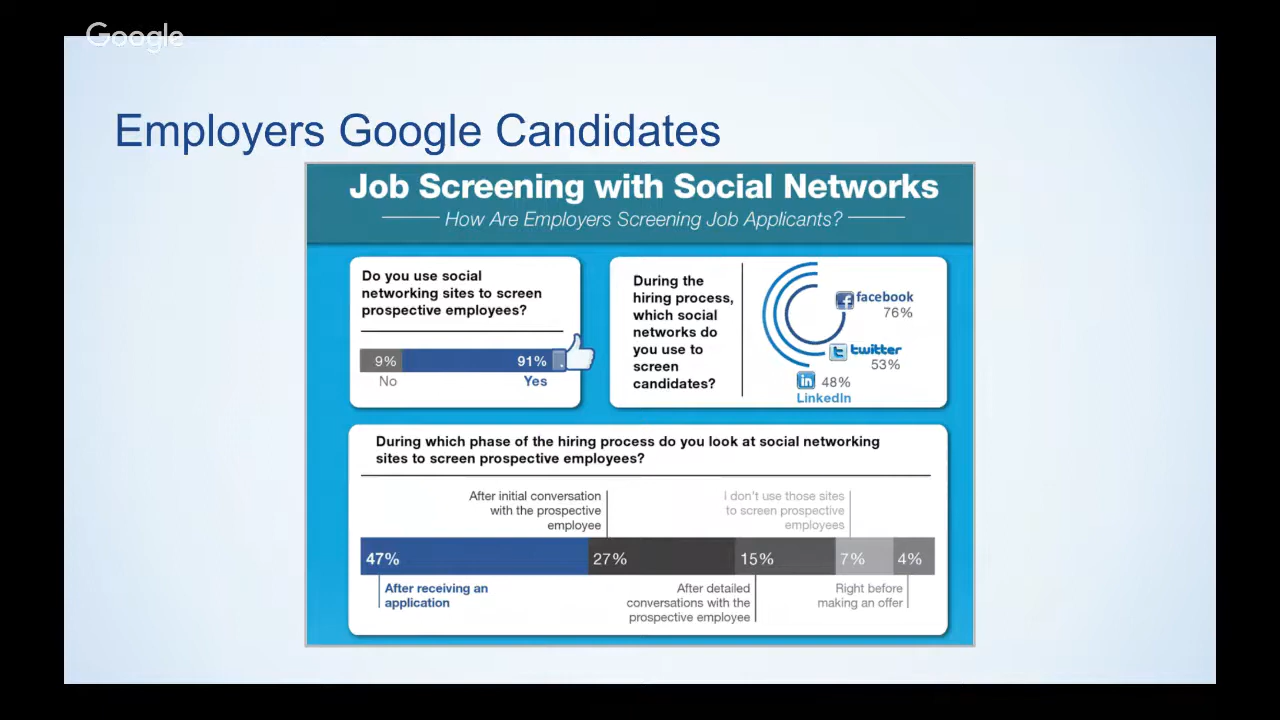 Google
Employers Google Candidates
Job Screening with Social Networks
How Are Employers Screening Job Applicants?
Do you use social
networking sites to screen
prospective employees?
9%
91%
No
Yes
During the
hiring process,
which social
networks do
you use to
screen
candidates?
facebook
76%
twitter
53%
in 48%
LinkedIn
During which phase of the hiring process do you look at social networking
sites to screen prospective employees?
After initial conversation
with the prospective
employee
I don't use those sites
to screen prospective
employees
47%
27%
15%
7%
4%
After receiving an
application
After detailed
conversations with the
prospective employee
Right before
making an offer